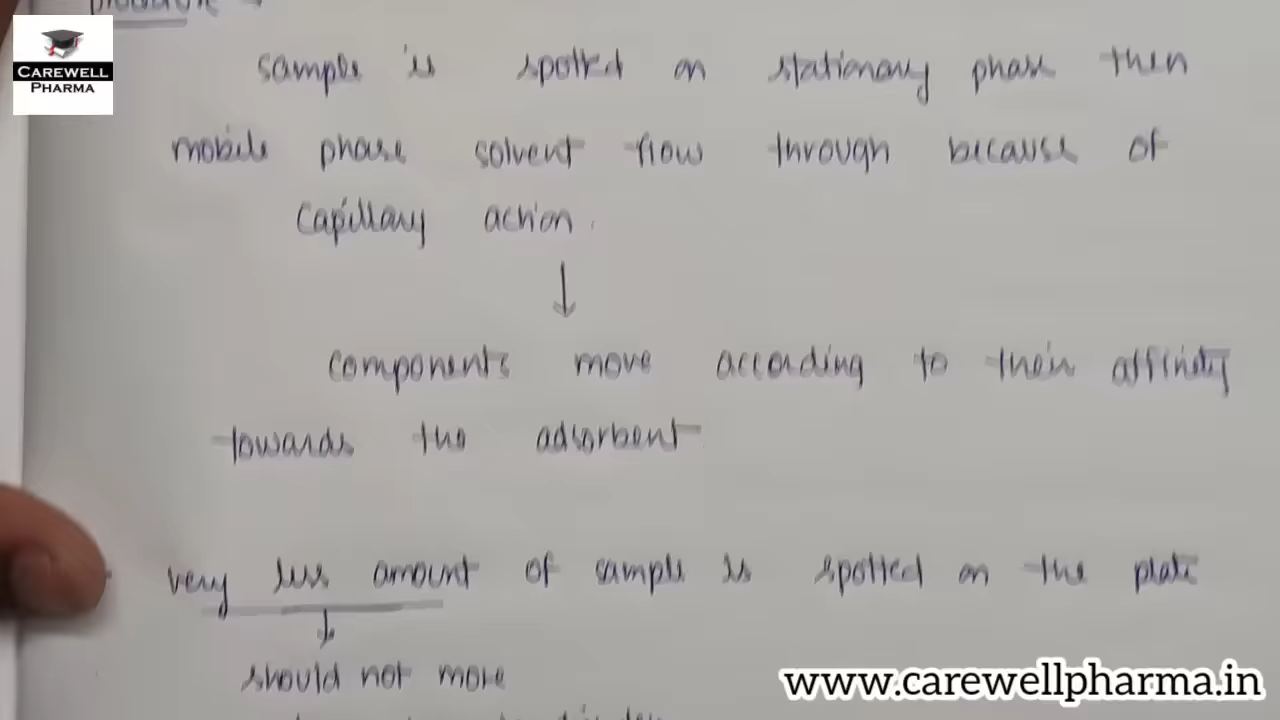 CAREWELL
PHARMA
sample is spotted on stationary phase then
mobile phase solvent flow through because of
capillary action.
↓
components move according to their affinity
towards the adsorbent
very less amount of sample is spotted on the plate
↓
should not more
www.carewellpharma.in